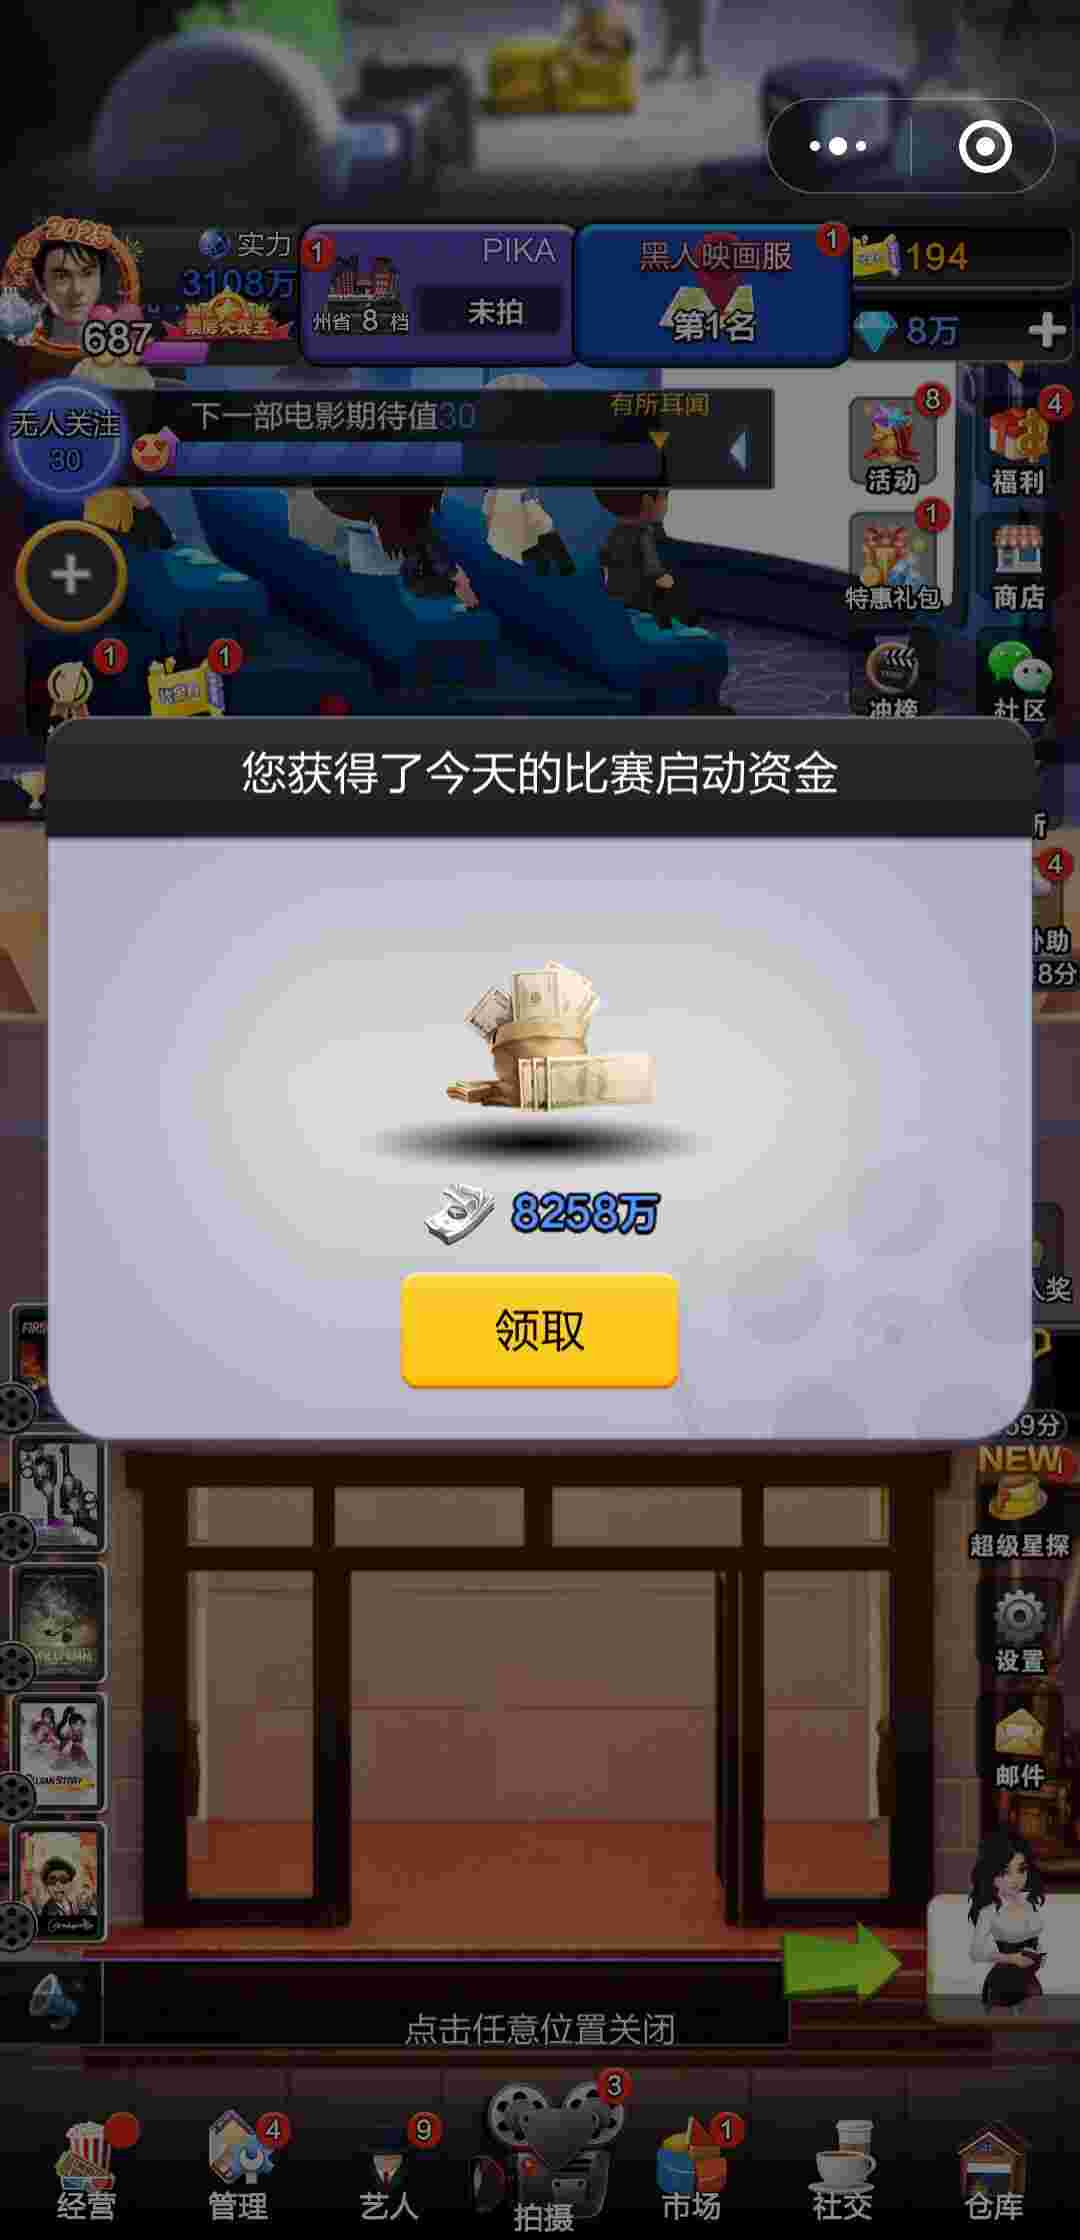 2025
实力
3108万
687
票房大卖王
1
PIKA
州省 8 档
未拍
黑人映画服
1
第1名
194
8万
无人关注
30
下一部电影期待值30
有所耳闻
8
活动
4
福利
1
特惠礼包
商店
1
1
冲榜
社区
您获得了今天的比赛启动资金
4
补助
8分
8258万
领取
人奖
59分
NEW
超级星探
设置
邮件
点击任意位置关闭
经营
4
管理
9
艺人
3
拍摄
1
市场
社交
仓库